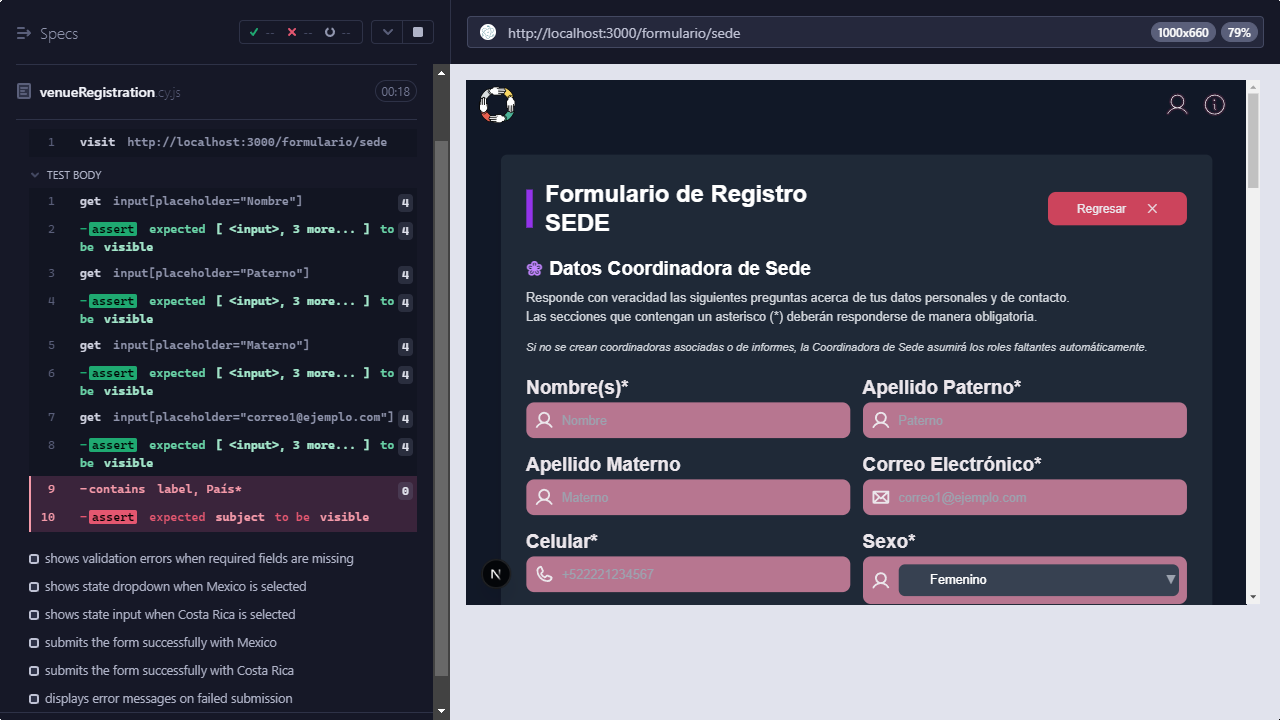 Specs
--
--
--
http://localhost:3000/formulario/sede
1000x660
79%
venueRegistration.cy.js
00:18
1 visit http://localhost:3000/formulario/sede
TEST BODY
1 get input[placeholder="Nombre"] 4
2 -assert expected [ <input>, 3 more... ] to 4
be visible
3 get input[placeholder="Paterno"] 4
4 -assert expected [ <input>, 3 more... ] to 4
be visible
5 get input[placeholder="Materno"] 4
6 -assert expected [ <input>, 3 more... ] to 4
be visible
7 get input[placeholder="correo1@ejemplo.com"] 4
8 -assert expected [ <input>, 3 more... ] to 4
be visible
9 -contains label, País* 0
10 -assert expected subject to be visible
shows validation errors when required fields are missing
shows state dropdown when Mexico is selected
shows state input when Costa Rica is selected
submits the form successfully with Mexico
submits the form successfully with Costa Rica
displays error messages on failed submission
Formulario de Registro
SEDE
Regresar
Datos Coordinadora de Sede
Responde con veracidad las siguientes preguntas acerca de tus datos personales y de contacto.
Las secciones que contengan un asterisco (*) deberán responderse de manera obligatoria.
Si no se crean coordinadoras asociadas o de informes, la Coordinadora de Sede asumirá los roles faltantes automáticamente.
Nombre(s)*
Nombre
Apellido Paterno*
Paterno
Apellido Materno
Materno
Correo Electrónico*
correo1@ejemplo.com
Celular*
+522221234567
Sexo*
Femenino
N